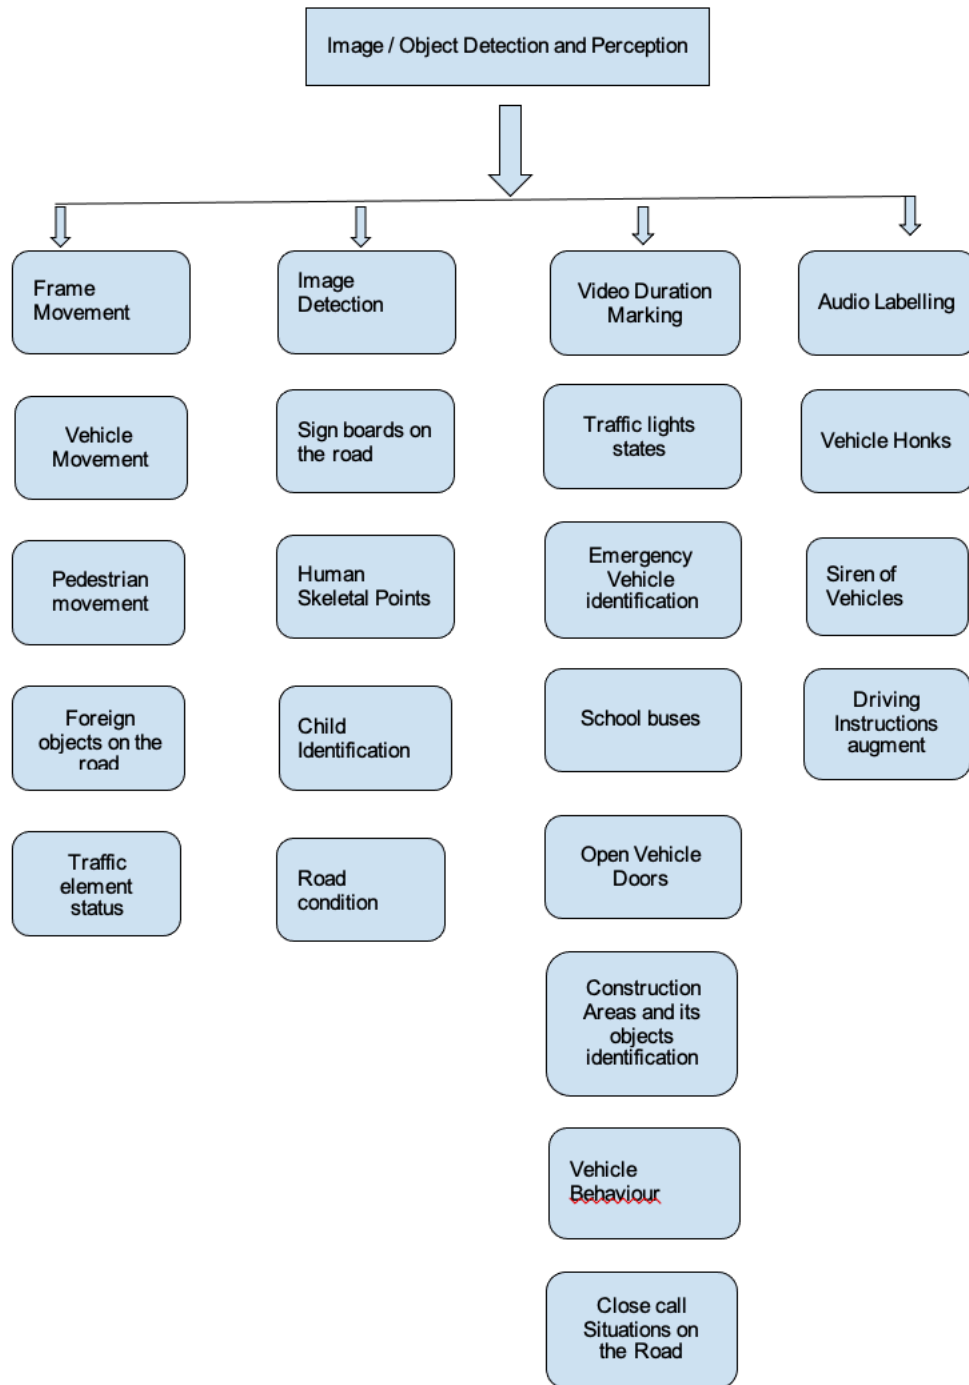 Image / Object Detection and Perception
Frame
Movement
Vehicle
Movement
Pedestrian
movement
Foreign
objects on the
road
Traffic
element
status
Image
Detection
Sign boards on
the road
Human
Skeletal Points
Child
Identification
Road
condition
Video Duration
Marking
Traffic lights
states
Emergency
Vehicle
identification
School buses
Open Vehicle
Doors
Construction
Areas and its
objects
identification
Vehicle
Behaviour
Close call
Situations on
the Road
Audio Labelling
Vehicle Honks
Siren of
Vehicles
Driving
Instructions
augment